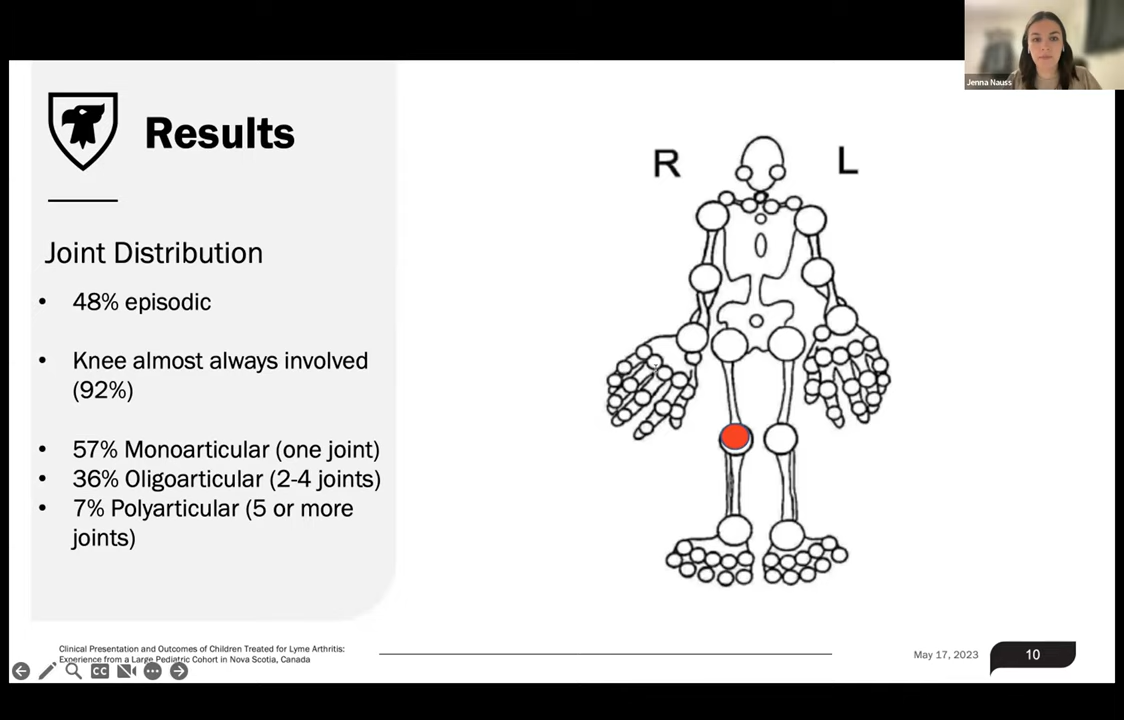 Jenna Nauss
Results
R
L
Joint Distribution
• 48% episodic
• Knee almost always involved
(92%)
• 57% Monoarticular (one joint)
• 36% Oligoarticular (2-4 joints)
• 7% Polyarticular (5 or more
joints)
Clinical Presentation and Outcomes of Children Treated for Lyme Arthritis:
Experience from a Large Pediatric Cohort in Nova Scotia, Canada
May 17, 2023
10
CC